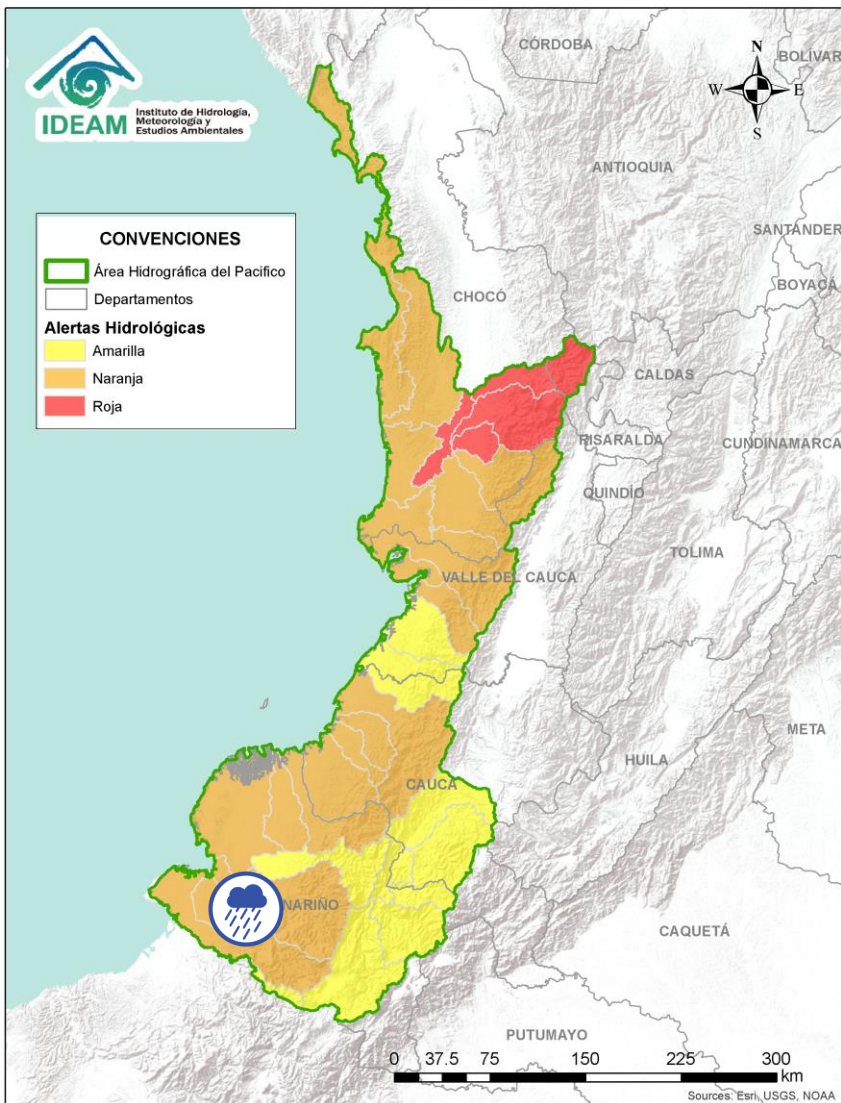 IDEAM
Instituto de Hidrología,
Meteorología y
Estudios Ambientales
CÓRDOBA
BOLÍVAR
N
W
E
S
ANTIOQUIA
SANTANDER
BOYACÁ
CONVENCIONES
Área Hidrográfica del Pacifico
Departamentos
Alertas Hidrológicas
Amarilla
Naranja
Roja
CHOCÓ
CALDAS
RISARALDA
CUNDINAMARCA
QUINDÍO
TOLIMA
VALLE DEL CAUCA
META
HUILA
CAUCA
NARIÑO
CAQUETÁ
PUTUMAYO
0 37.5 75 150 225 300
km
Sources: Esri, USGS, NOAA